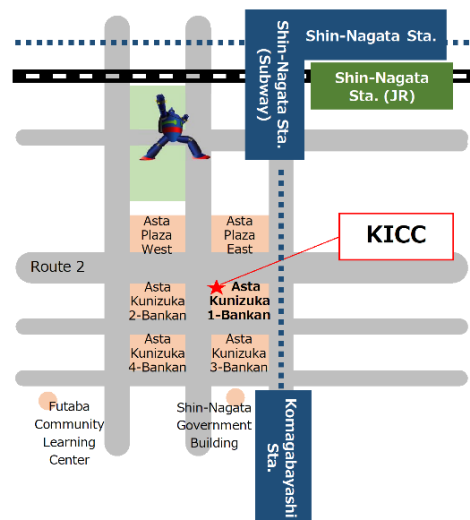 Shin-Nagata Sta.
Shin-Nagata Sta.
(Subway)
Shin-Nagata
Sta. (JR)
Asta
Plaza
West
Asta
Plaza
East
KICC
Route 2
Asta
Kunizuka
2-Bankan
Asta
Kunizuka
1-Bankan
Asta
Kunizuka
4-Bankan
Asta
Kunizuka
3-Bankan
Futaba
Community
Learning
Center
Shin-Nagata
Government
Building
Komagabayashi
Sta.